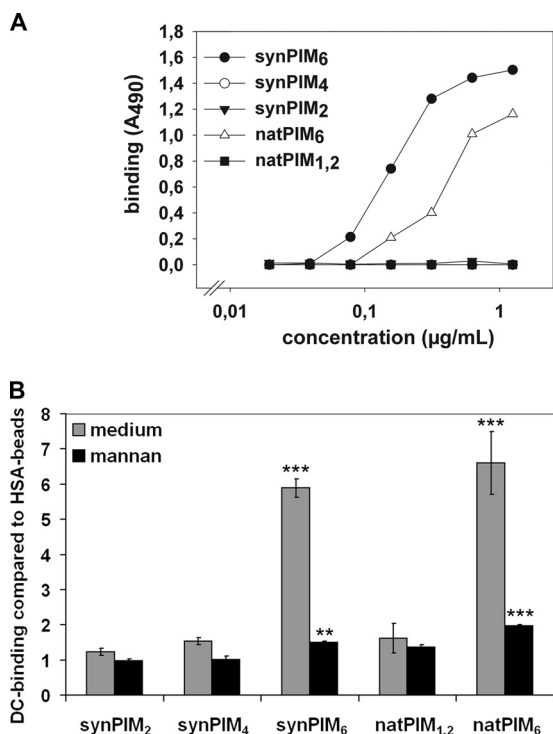 A
1,8
1,6
1,4
1,2
1,0
0,8
0,6
0,4
0,2
0,0
binding (A490)
synPIM6
synPIM4
synPIM2
natPIM6
natPIM1,2
0,01 0,1 1
concentration (µg/mL)
B
8
7
6
5
4
3
2
1
0
DC-binding compared to HSA-beads
medium
mannan
***
**
***
***
synPIM2 synPIM4 synPIM6 natPIM1,2 natPIM6